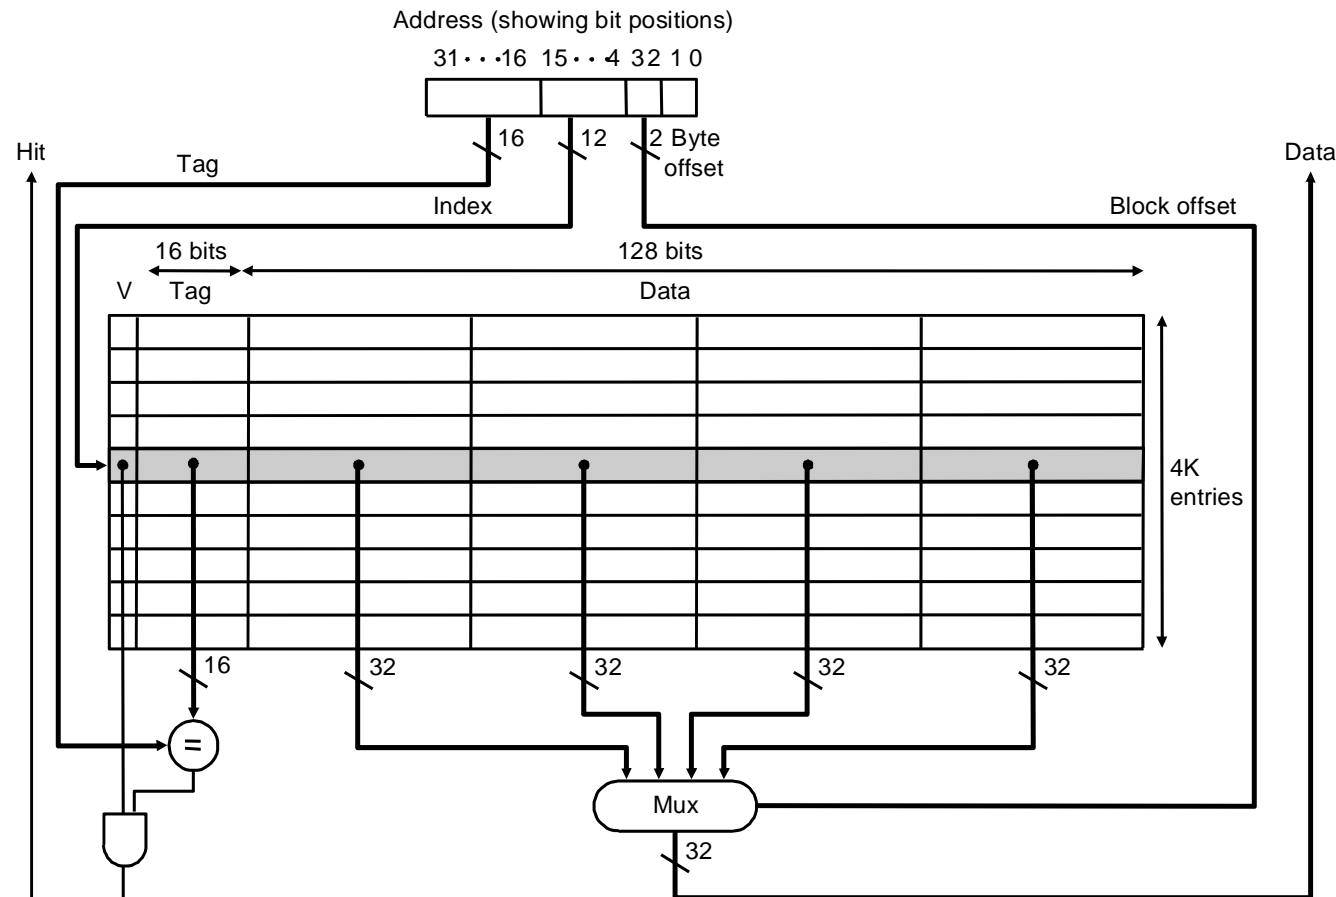 Address (showing bit positions)
31 · · · 16 15 · · · 4 3 2 1 0
16 12 2 Byte offset
Hit Tag Data
Index Block offset
16 bits 128 bits
V Tag Data
4K
entries
16 32 32 32 32
=
Mux
32